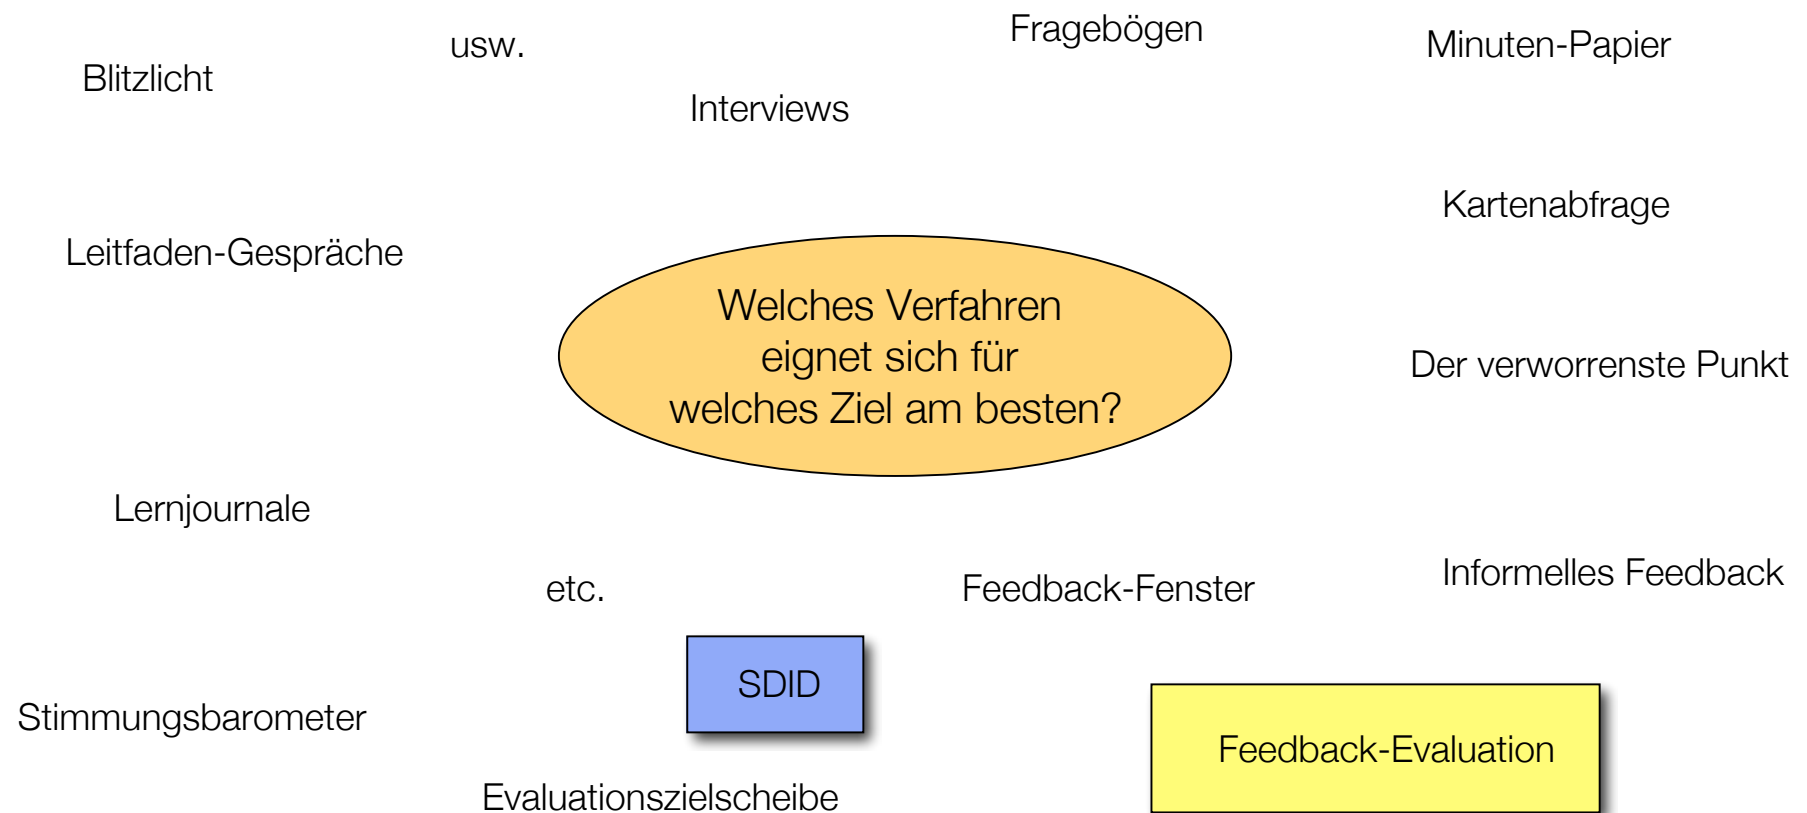 Fragebögen
usw.
Minuten-Papier
Blitzlicht
Interviews
Kartenabfrage
Leitfaden-Gespräche
Welches Verfahren
eignet sich für
welches Ziel am besten?
Der verworrenste Punkt
Lernjournale
Informelles Feedback
etc.
Feedback-Fenster
SDID
Stimmungsbarometer
Feedback-Evaluation
Evaluationszielscheibe